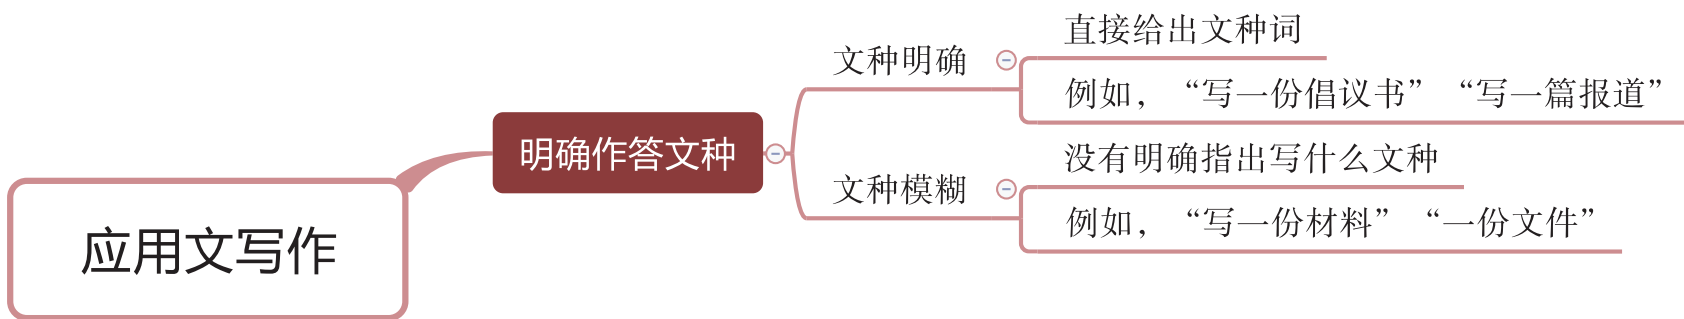 直接给出文种词
文种明确
例如，“写一份倡议书”“写一篇报道”
明确作答文种
没有明确指出写什么文种
文种模糊
例如，“写一份材料”“一份文件”
应用文写作